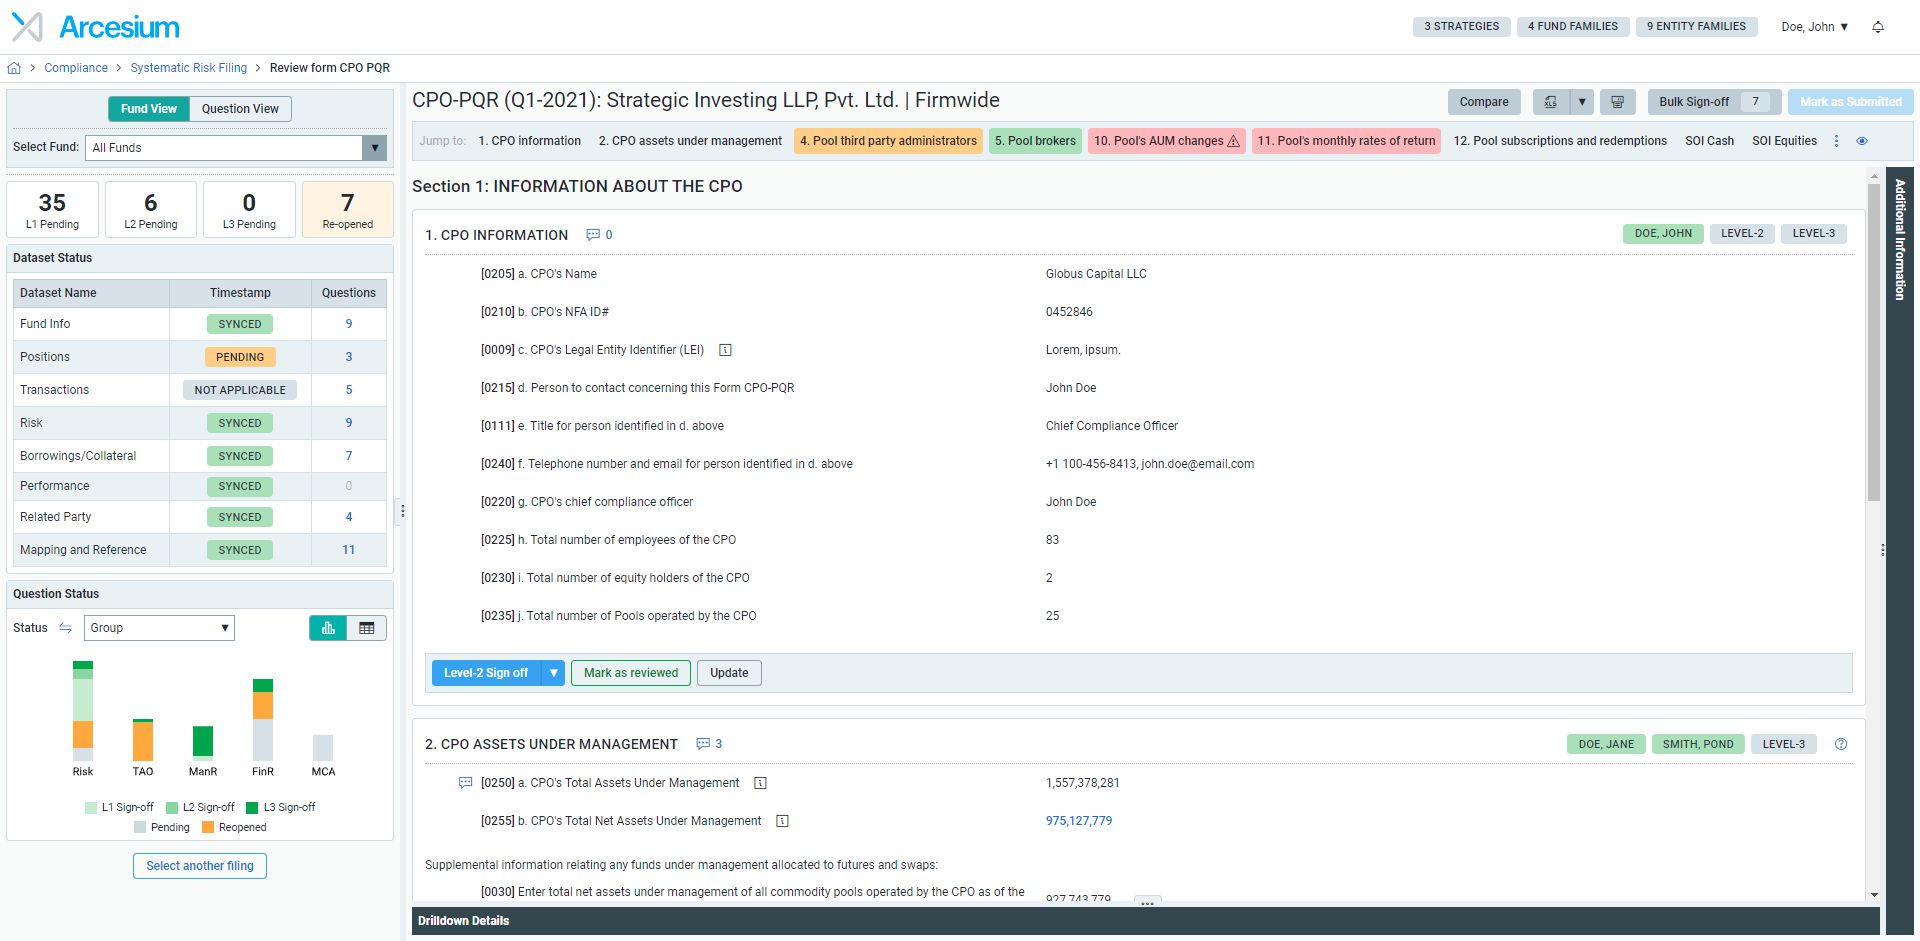 Arcesium
3 STRATEGIES
4 FUND FAMILIES
9 ENTITY FAMILIES
Doe, John
Compliance > Systematic Risk Filing > Review form CPO PQR
Fund View
Question View
Select Fund: All Funds
35
L1 Pending
6
L2 Pending
0
L3 Pending
7
Re-opened
Dataset Status
Dataset Name Timestamp Questions
Fund Info SYNCED 9
Positions PENDING 3
Transactions NOT APPLICABLE 5
Risk SYNCED 9
Borrowings/Collateral SYNCED 7
Performance SYNCED 0
Related Party SYNCED 4
Mapping and Reference SYNCED 11
Question Status
Status Group
Risk TAO ManR FinR MCA
L1 Sign-off L2 Sign-off L3 Sign-off
Pending Reopened
Select another filing
CPO-PQR (Q1-2021): Strategic Investing LLP, Pvt. Ltd. | Firmwide
Compare
XLS
Bulk Sign-off 7
Mark as Submitted
Jump to: 1. CPO information 2. CPO assets under management 4. Pool third party administrators 5. Pool brokers 10. Pool's AUM changes 11. Pool's monthly rates of return 12. Pool subscriptions and redemptions SOI Cash SOI Equities
Section 1: INFORMATION ABOUT THE CPO
1. CPO INFORMATION 0 DOE, JOHN LEVEL-2 LEVEL-3
[0205] a. CPO's Name Globus Capital LLC
[0210] b. CPO's NFA ID# 0452846
[0009] c. CPO's Legal Entity Identifier (LEI) i Lorem, ipsum.
[0215] d. Person to contact concerning this Form CPO-PQR John Doe
[0111] e. Title for person identified in d. above Chief Compliance Officer
[0240] f. Telephone number and email for person identified in d. above +1 100-456-8413, john.doe@email.com
[0220] g. CPO's chief compliance officer John Doe
[0225] h. Total number of employees of the CPO 83
[0230] i. Total number of equity holders of the CPO 2
[0235] j. Total number of Pools operated by the CPO 25
Level-2 Sign off
Mark as reviewed
Update
2. CPO ASSETS UNDER MANAGEMENT 3 DOE, JANE SMITH, POND LEVEL-3 ?
[0250] a. CPO's Total Assets Under Management i 1,557,378,281
[0255] b. CPO's Total Net Assets Under Management i 975,127,779
Supplemental information relating any funds under management allocated to futures and swaps:
[0030] Enter total net assets under management of all commodity pools operated by the CPO as of the 927,743,779
Drilldown Details
Additional Information